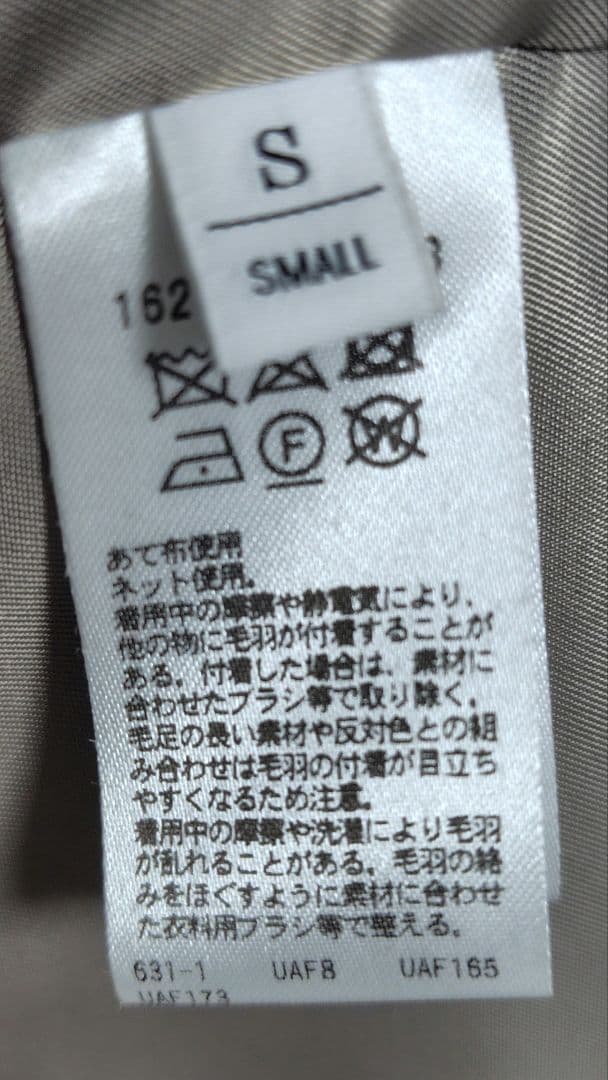 S
SMALL
162
F
W
あて布使用
ネット使用。
着用中の摩擦や静電気により、
他の物に毛羽が付着することが
ある。付着した場合は、素材に
合わせたブラシ等で取り除く。
毛足の長い素材や反対色との組
み合わせは毛羽の付着が目立ち
やすくなるため注意。
着用中の摩擦や洗濯により毛羽
が乱れることがある。毛羽の絡
みをほぐすように素材に合わせ
た衣料用ブラシ等で整える。
631-1 UAF8 UAF165
UAF173